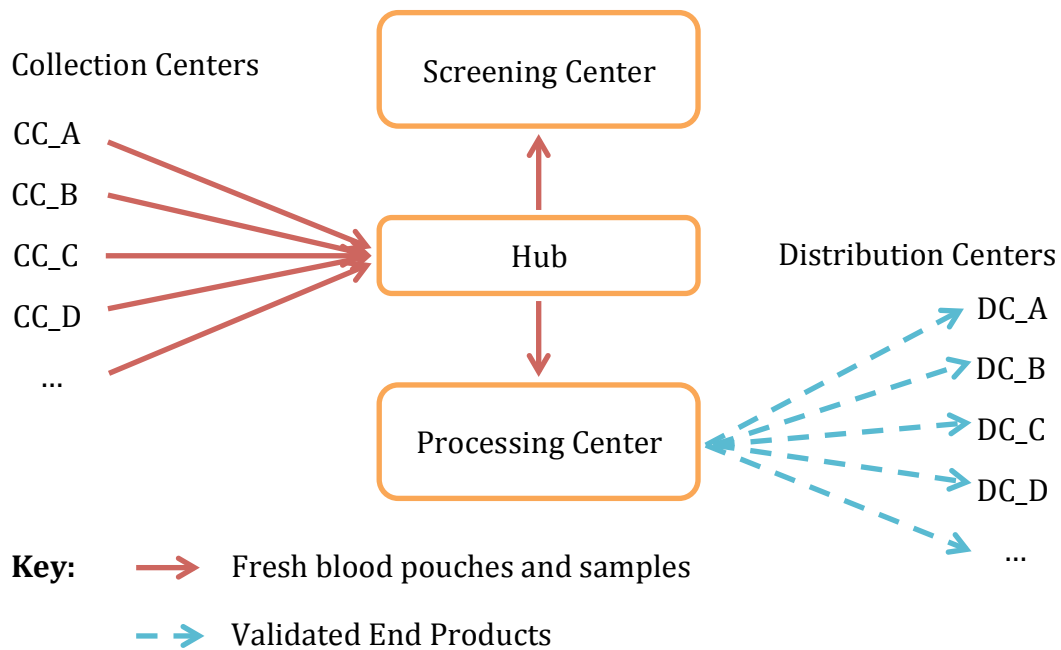 Collection Centers
CC_A
CC_B
CC_C
CC_D
...
Screening Center
Hub
Processing Center
Distribution Centers
DC_A
DC_B
DC_C
DC_D
...
Key:
Fresh blood pouches and samples
Validated End Products